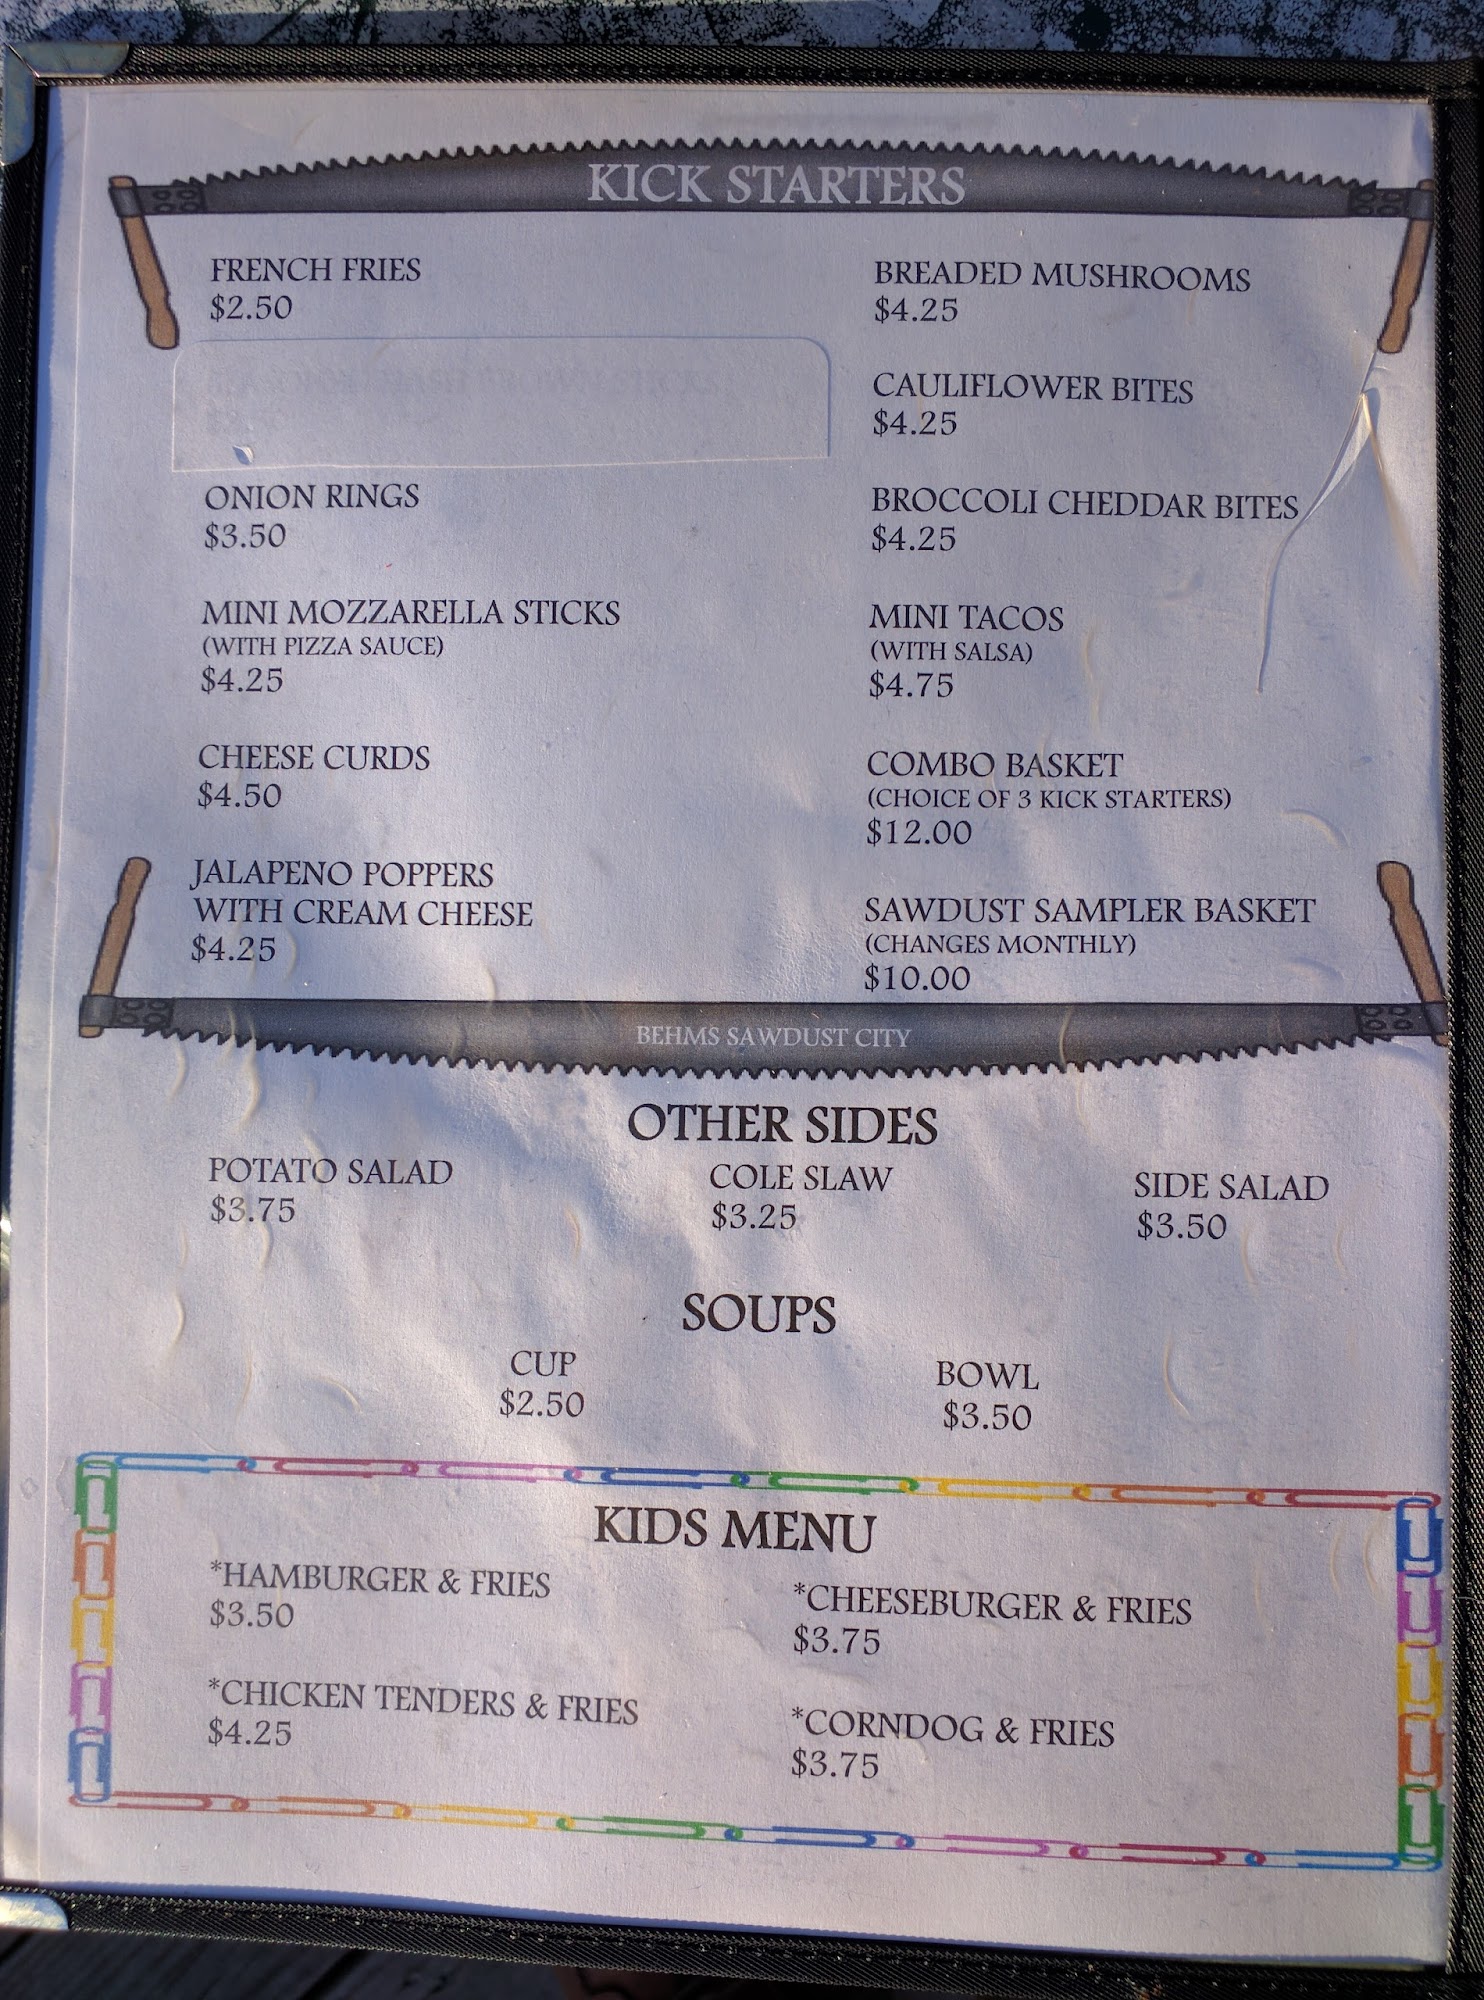 KICK STARTERS
FRENCH FRIES
$2.50
ONION RINGS
$3.50
MINI MOZZARELLA STICKS
(WITH PIZZA SAUCE)
$4.25
CHEESE CURDS
$4.50
JALAPENO POPPERS
WITH CREAM CHEESE
$4.25
BREADED MUSHROOMS
$4.25
CAULIFLOWER BITES
$4.25
BROCCOLI CHEDDAR BITES
$4.25
MINI TACOS
(WITH SALSA)
$4.75
COMBO BASKET
(CHOICE OF 3 KICK STARTERS)
$12.00
SAWDUST SAMPLER BASKET
(CHANGES MONTHLY)
$10.00
BEHMS SAWDUST CITY
OTHER SIDES
POTATO SALAD
$3.75
COLE SLAW
$3.25
SIDE SALAD
$3.50
SOUPS
CUP
$2.50
BOWL
$3.50
KIDS MENU
*HAMBURGER & FRIES
$3.50
*CHEESEBURGER & FRIES
$3.75
*CHICKEN TENDERS & FRIES
$4.25
*CORNDOG & FRIES
$3.75